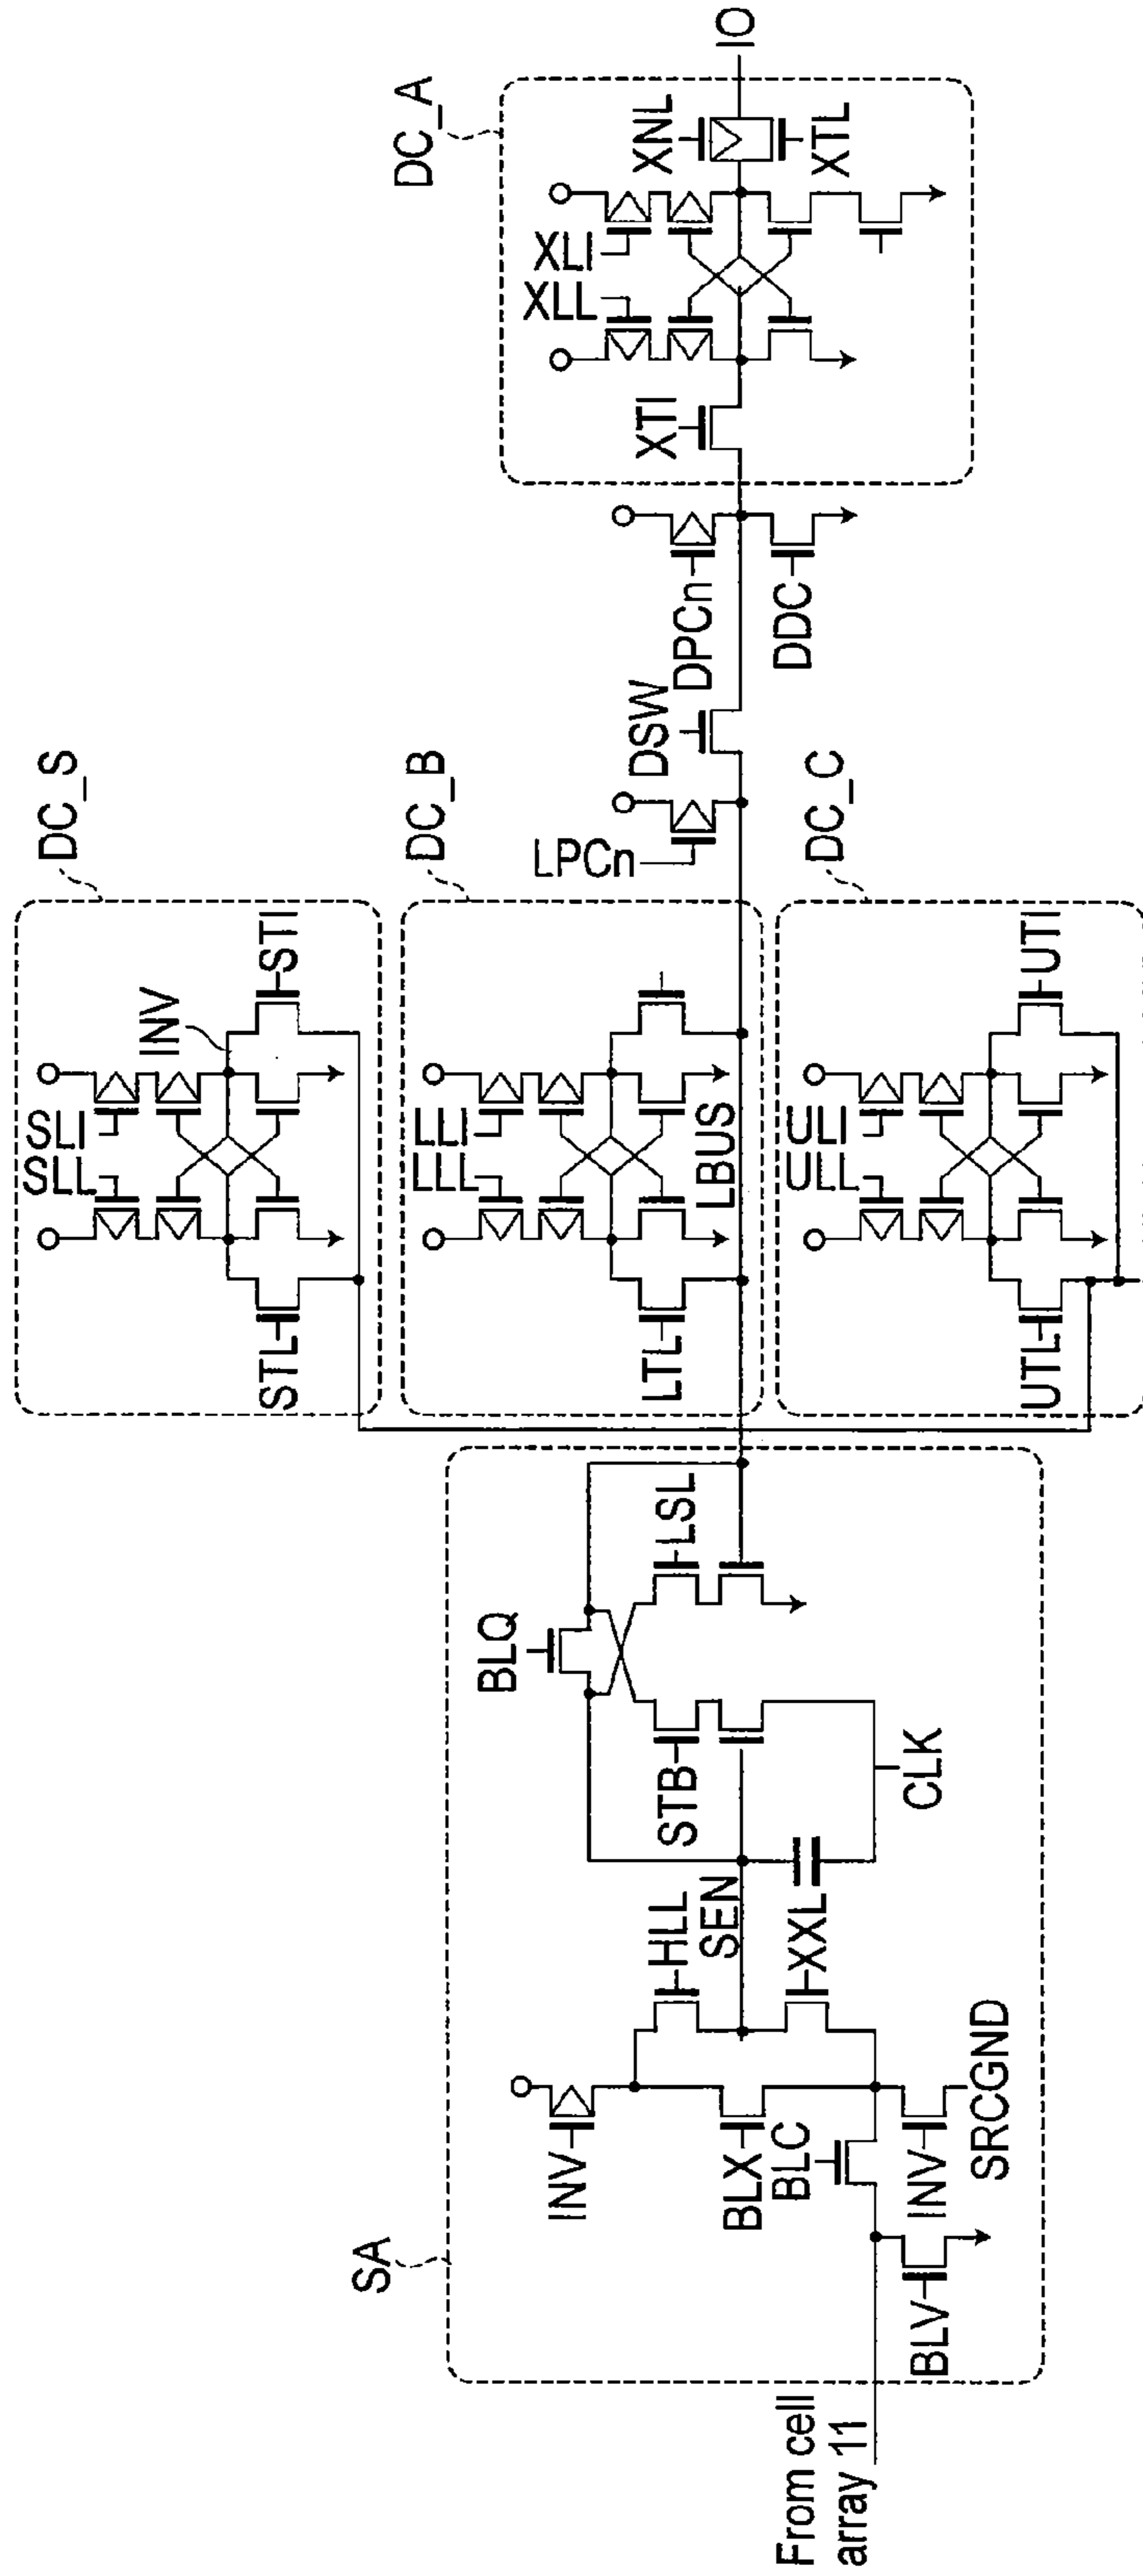 From cell
array 11
SA
INV
BLX
BLC
BLV
INV
SRCGND
HLL
SEN
XXL
STB
CLK
BLQ
LSL
DC_S
SLI
SLL
INV
STL
STI
DC_B
LLI
LLL
LTL
LBUS
DC_C
ULI
ULL
UTL
UTI
LPCn
DSW
DPCn
DDC
DC_A
XTI
XLL
XLI
XNL
XTL
IO